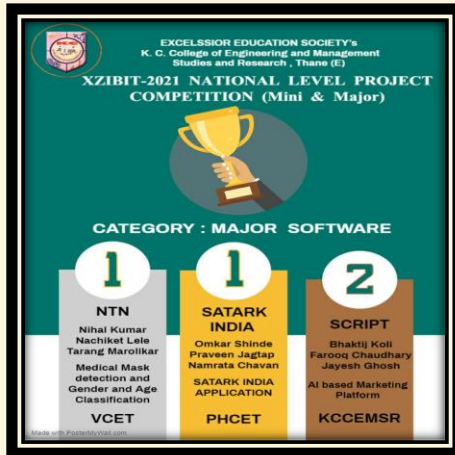 EXCELSSIOR EDUCATION SOCIETY's
K. C. College of Engineering and Management
Studies and Research , Thane (E)
XZIBIT-2021 NATIONAL LEVEL PROJECT
COMPETITION (Mini & Major)
CATEGORY : MAJOR SOFTWARE
1
NTN
Nihal Kumar
Nachiket Lele
Tarang Marolikar
Medical Mask
detection and
Gender and Age
Classification
VCET
1
SATARK
INDIA
Omkar Shinde
Praveen Jagtap
Namrata Chavan
SATARK INDIA
APPLICATION
PHCET
2
SCRIPT
Bhaktij Koli
Farooq Chaudhary
Jayesh Ghosh
AI based Marketing
Platform
KCCEMSR
Made with PosterMyWall.com